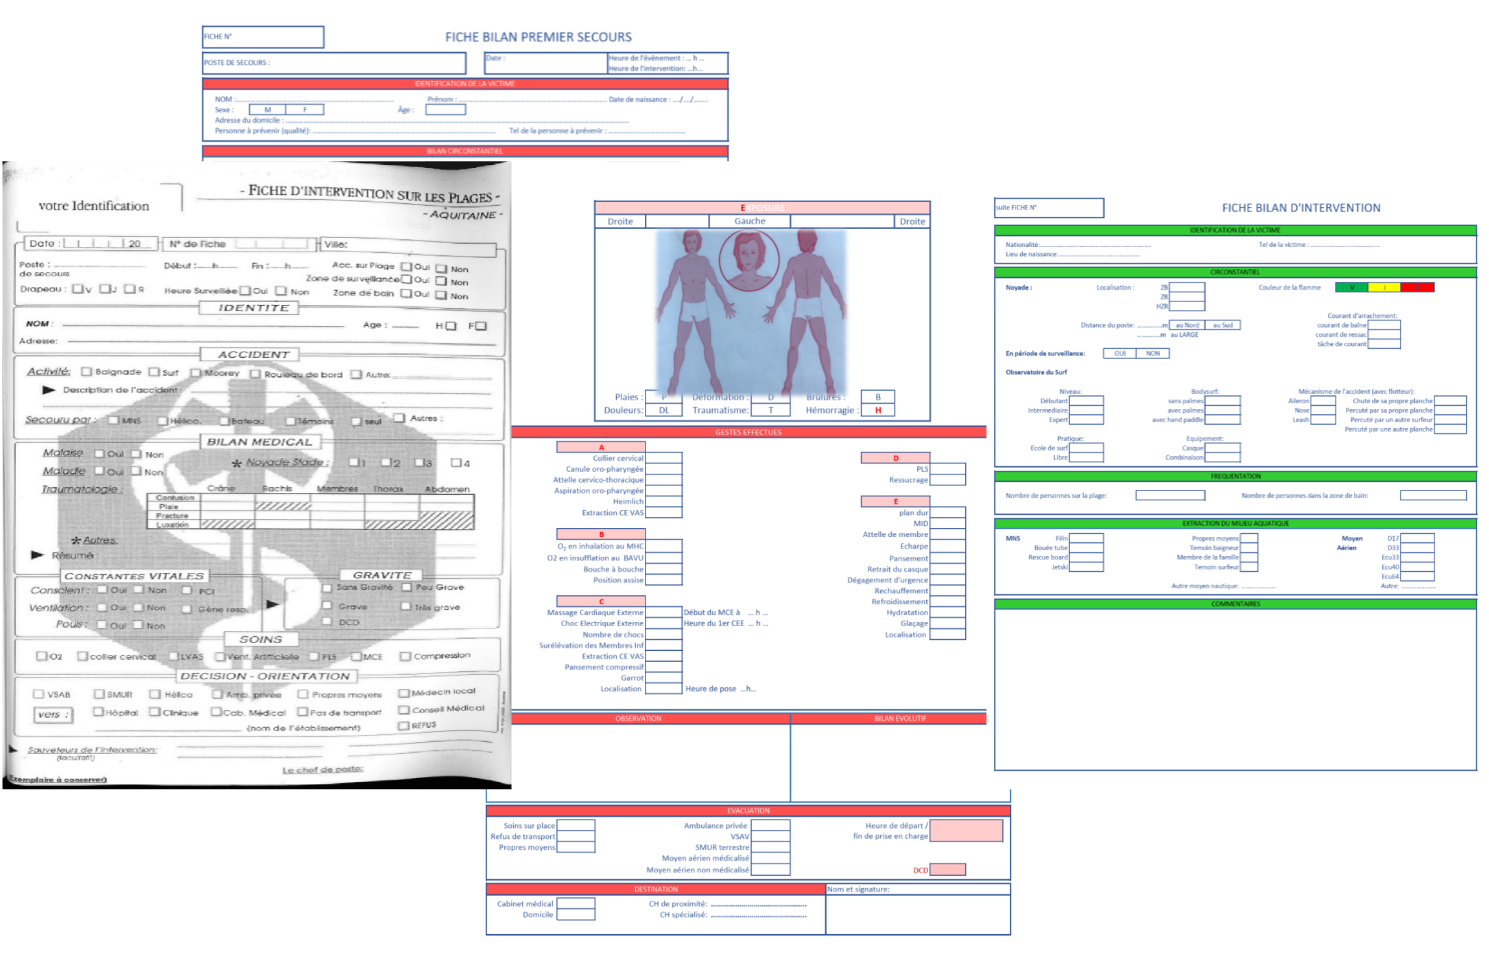 FICHE N°
FICHE BILAN PREMIER SECOURS
POSTE DE SECOURS :
Date :
Heure de l'évènement : ... h ...
Heure de l'intervention: ...h...
IDENTIFICATION DE LA VICTIME
NOM :
Prénom :
Date de naissance : .../.../......
Sexe : M F
Âge :
Adresse du domicile :
Personne à prévenir (qualité):
Tel de la personne à prévenir :
BILAN CIRCONSTANTIEL
votre Identification
- FICHE D'INTERVENTION SUR LES PLAGES -
- AQUITAINE -
Date : 20
N° de Fiche
Ville:
Poste :
de secours
Début :......h......
Fin :......h......
Acc. sur Plage Oui Non
Zone de surveillance Oui Non
Drapeau : V J R
Heure Surveillée Oui Non
Zone de bain Oui Non
IDENTITE
NOM :
Age :
H F
Adresse:
ACCIDENT
Activité: Baignade Surf Moorey Rouleau de bord Autre:
Description de l'accident :
Secouru par : MNS Hélico. Bateau Témoins seul Autres :
BILAN MEDICAL
Malaise Oui Non
* Noyade Stade : 1 2 3 4
Maladie Oui Non
Traumatologie :
Crâne Rachis Membres Thorax Abdomen
Contusion
Plaie
Fracture
Luxation
* Autres:
Résumé :
CONSTANTES VITALES
Conscient : Oui Non PCI
Ventilation : Oui Non Gène resp.
Pouls : Oui Non
GRAVITE
Sans Gravité Peu Grave
Grave Très grave
DCD
SOINS
O2 collier cervical LVAS Vent. Artificielle PLS MCE Compression
DECISION - ORIENTATION
VSAB SMUR Hélico Amb. privée Propres moyens Médecin local
vers : Hôpital Clinique Cab. Médical Pas de transport Conseil Médical
(nom de l'établissement)
REFUS
Sauveteurs de l'intervention:
(facultatif)
Le chef de poste:
Exemplaire à conserver)
EXPOSURE
Droite Gauche Droite
Plaies : P Déformation : D Brûlures : B
Douleurs: DL Traumatisme: T Hémorragie : H
GESTES EFFECTUES
A
Collier cervical
Canule oro-pharyngée
Attelle cervico-thoracique
Aspiration oro-pharyngée
Heimlich
Extraction CE VAS
B
O2 en inhalation au MHC
O2 en insufflation au BAVU
Bouche à bouche
Position assise
C
Massage Cardiaque Externe
Début du MCE à ... h ...
Choc Electrique Externe
Heure du 1er CEE ... h ...
Nombre de chocs
Surélévation des Membres Inf
Extraction CE VAS
Pansement compressif
Garrot
Localisation
Heure de pose ...h...
D
PLS
Ressucrage
E
plan dur
MID
Attelle de membre
Echarpe
Pansement
Retrait du casque
Dégagement d'urgence
Rechauffement
Refroidissement
Hydratation
Glaçage
Localisation
OBSERVATION
BILAN EVOLUTIF
EVACUATION
Soins sur place
Refus de transport
Propres moyens
Ambulance privée
VSAV
SMUR terrestre
Moyen aérien médicalisé
Moyen aérien non médicalisé
Heure de départ /
fin de prise en charge
DCD
DESTINATION
Nom et signature:
Cabinet médical
Domicile
CH de proximité:
CH spécialisé:
suite FICHE N°
FICHE BILAN D'INTERVENTION
IDENTIFICATION DE LA VICTIME
Nationalité:
Tel de la victime :
Lieu de naissance:
CIRCONSTANTIEL
Noyade :
Localisation :
ZB
ZR
HZR
Couleur de la flamme V J
Distance du poste: ..............m au Nord au Sud
..............m au LARGE
Courant d'arrachement:
courant de baïne
courant de ressac
tâche de courant
En période de surveillance: OUI NON
Observatoire du Surf
Niveau:
Débutant
Intermediaire
Expert
Bodysurf:
sans palmes
avec palmes
avec hand paddle
Mécanisme de l'accident (avec flotteur):
Aileron
Nose
Leash
Chute de sa propre planche
Percuté par sa propre planche
Percuté par un autre surfeur
Percuté par une autre planche
Pratique:
Ecole de surf
Libre
Equipement:
Casque
Combinaison
FREQUENTATION
Nombre de personnes sur la plage:
Nombre de personnes dans la zone de bain:
EXTRACTION DU MILIEU AQUATIQUE
MNS
Filin
Bouée tube
Rescue board
Jetski
Propres moyens
Temoin baigneur
Membre de la famille
Temoin surfeur
Moyen
Aérien
D17
D33
Ecu33
Ecu40
Ecu64
Autre:
Autre moyen nautique:
COMMENTAIRES